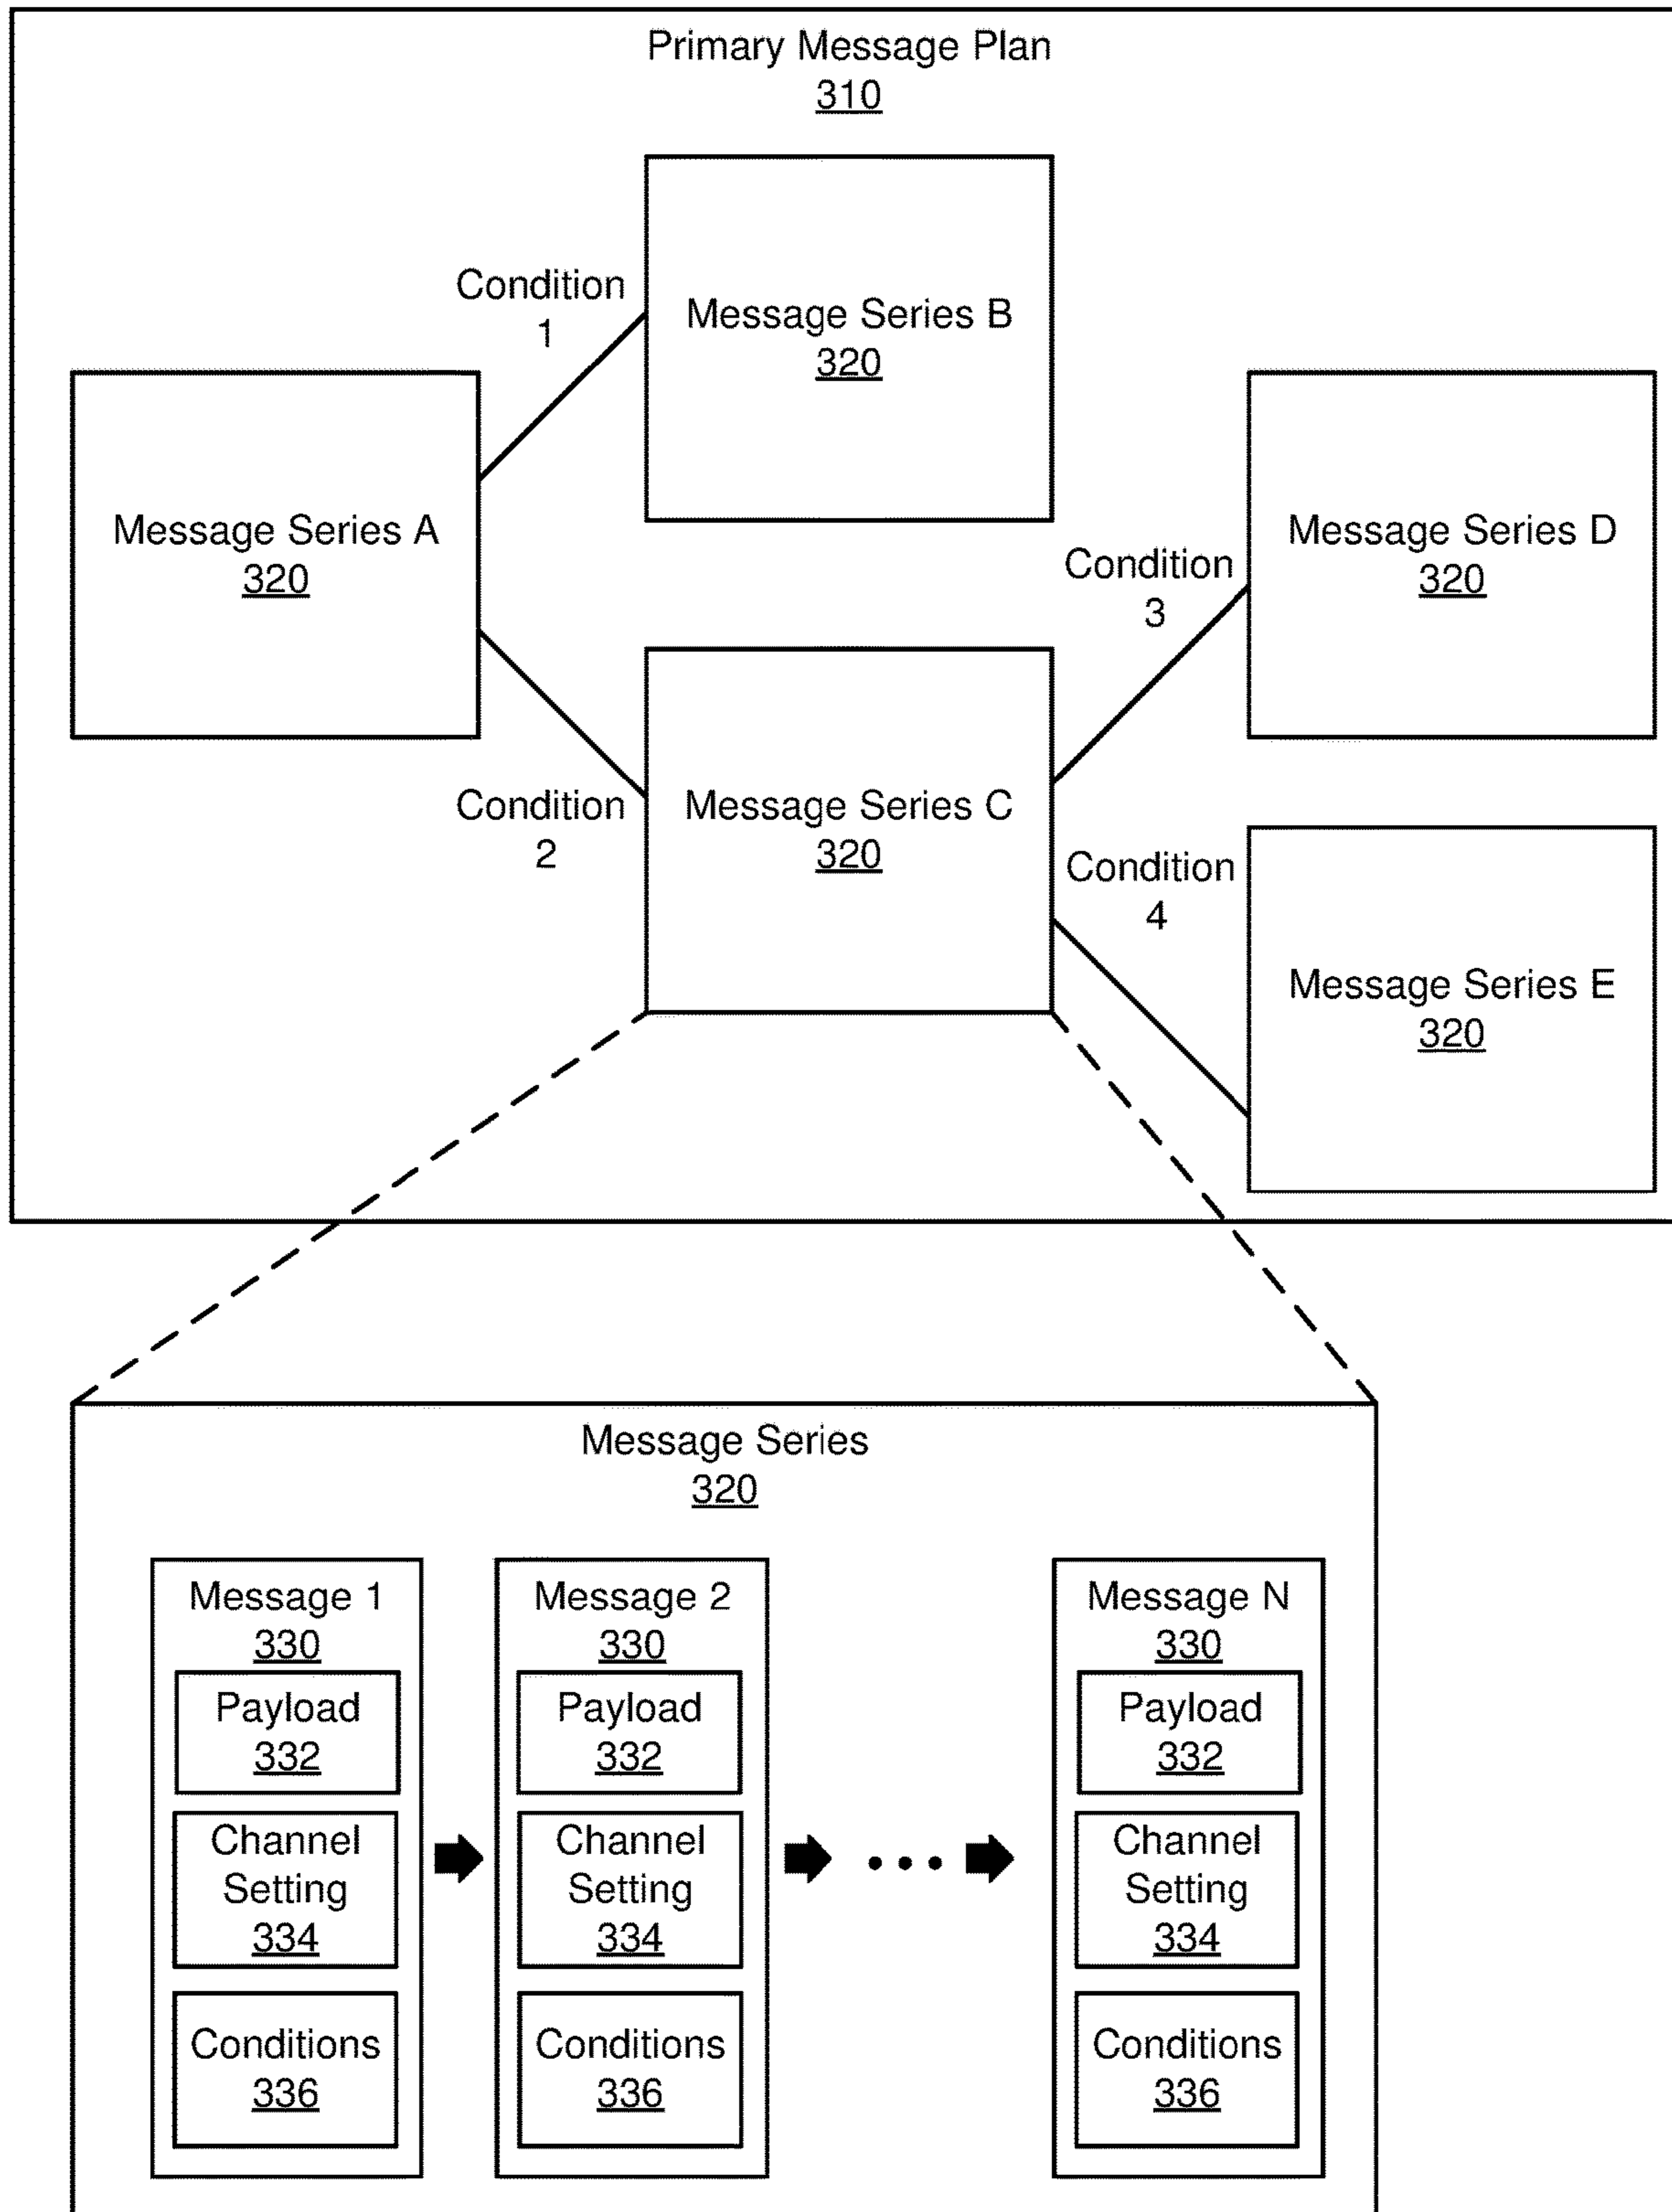 Primary Message Plan
310
Condition
1
Message Series B
320
Message Series A
320
Condition
2
Message Series C
320
Condition
3
Message Series D
320
Condition
4
Message Series E
320
Message Series
320
Message 1
330
Payload
332
Channel
Setting
334
Conditions
336
Message 2
330
Payload
332
Channel
Setting
334
Conditions
336
...
Message N
330
Payload
332
Channel
Setting
334
Conditions
336